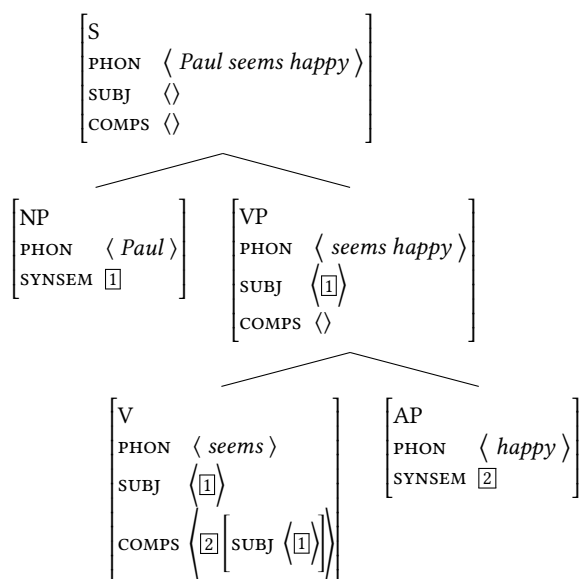 S
PHON ⟨ Paul seems happy ⟩
SUBJ ⟨⟩
COMPS ⟨⟩
NP
PHON ⟨ Paul ⟩
SYNSEM 1
VP
PHON ⟨ seems happy ⟩
SUBJ ⟨1⟩
COMPS ⟨⟩
V
PHON ⟨ seems ⟩
SUBJ ⟨1⟩
COMPS ⟨2[SUBJ ⟨1⟩]⟩
AP
PHON ⟨ happy ⟩
SYNSEM 2